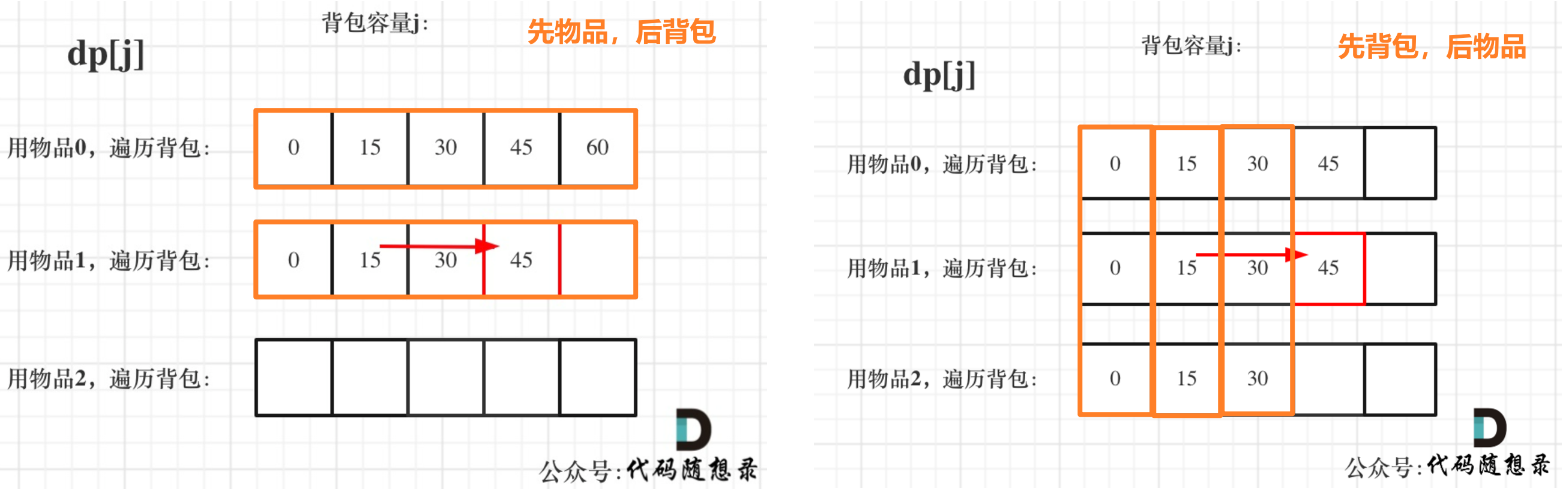 背包容量j:
先物品，后背包
dp[j]
用物品0，遍历背包: 0 15 30 45 60
用物品1，遍历背包: 0 15 30 45
用物品2，遍历背包:
公众号:代码随想录
背包容量j:
先背包，后物品
dp[j]
用物品0，遍历背包: 0 15 30 45
用物品1，遍历背包: 0 15 30 45
用物品2，遍历背包: 0 15 30
公众号:代码随想录